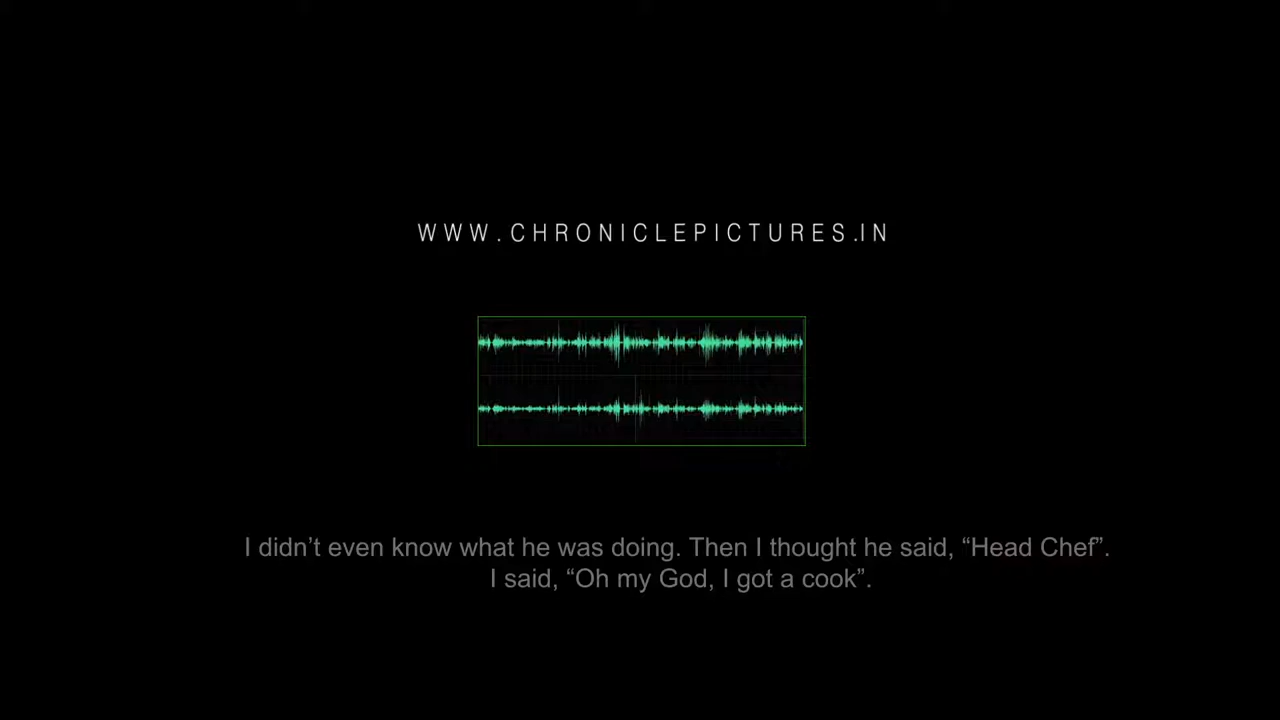 WWW.CHRONICLEPICTURES.IN
I didn’t even know what he was doing. Then I thought he said, “Head Chef”.
I said, “Oh my God, I got a cook”.